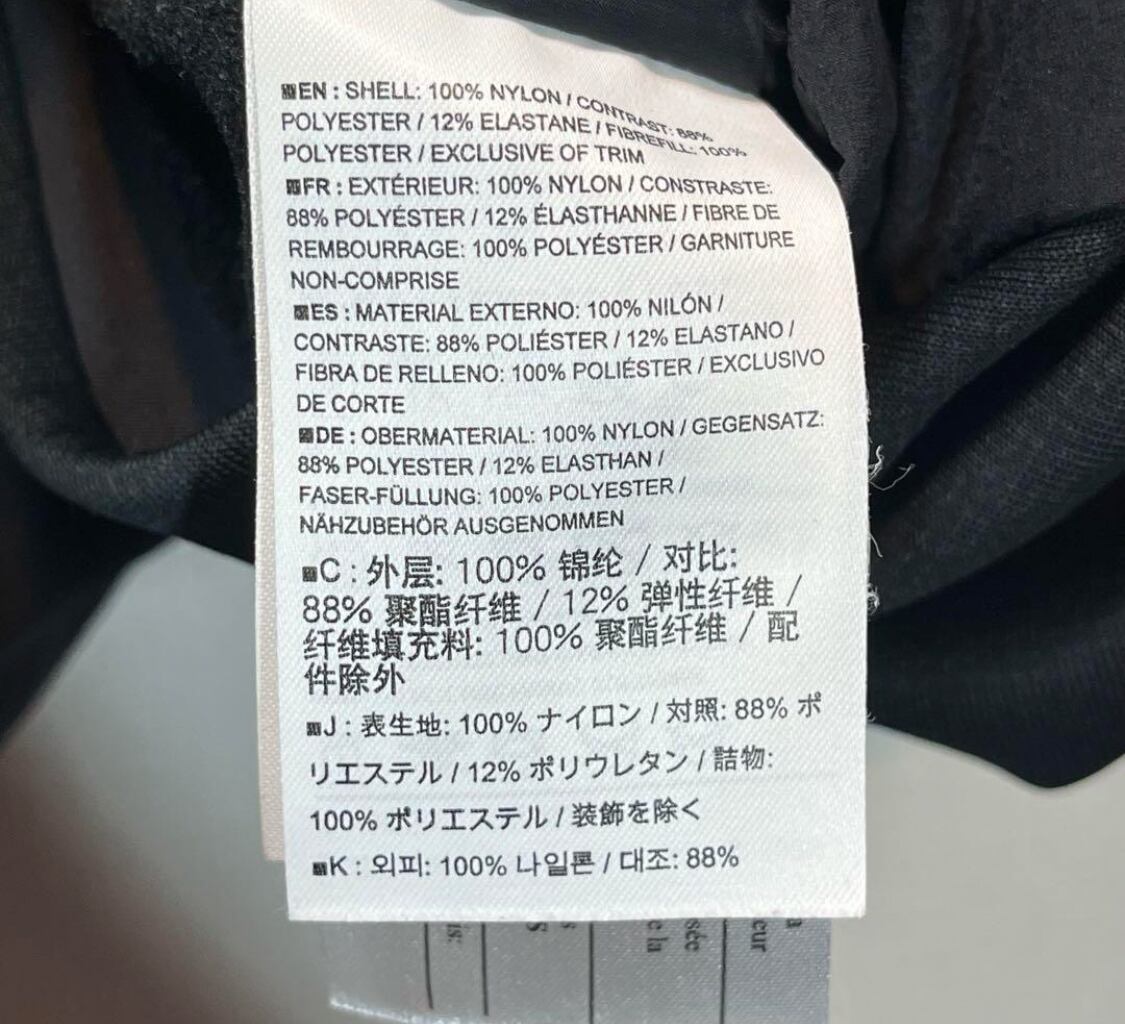 EN : SHELL: 100% NYLON / CONTRAST: 88%
POLYESTER / 12% ELASTANE / FIBREFILL: 100%
POLYESTER / EXCLUSIVE OF TRIM
FR : EXTÉRIEUR: 100% NYLON / CONSTRASTE:
88% POLYÉSTER / 12% ÉLASTHANNE / FIBRE DE
REMBOURRAGE: 100% POLYÉSTER / GARNITURE
NON-COMPRISE
ES : MATERIAL EXTERNO: 100% NILÓN /
CONTRASTE: 88% POLIÉSTER / 12% ELASTANO /
FIBRA DE RELLENO: 100% POLIÉSTER / EXCLUSIVO
DE CORTE
DE : OBERMATERIAL: 100% NYLON / GEGENSATZ:
88% POLYESTER / 12% ELASTHAN /
FASER-FÜLLUNG: 100% POLYESTER /
NÄHZUBEHÖR AUSGENOMMEN
C : 外层: 100% 锦纶 / 对比:
88% 聚酯纤维 / 12% 弹性纤维 /
纤维填充料: 100% 聚酯纤维 / 配
件除外
J : 表生地: 100% ナイロン / 対照: 88% ポ
リエステル / 12% ポリウレタン / 詰物:
100% ポリエステル / 装飾を除く
K : 외피: 100% 나일론 / 대조: 88%